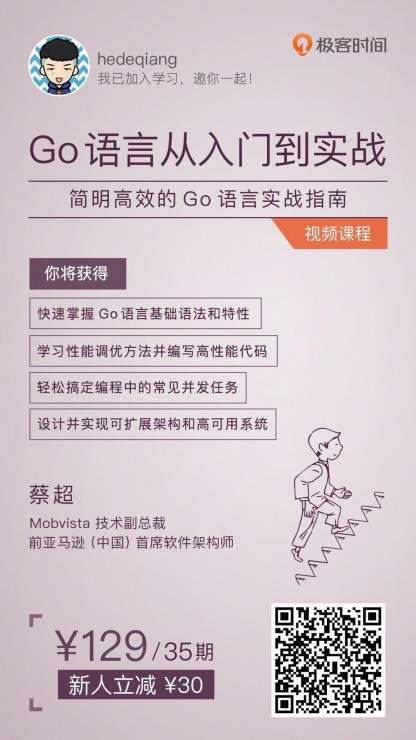 hedeqiang
我已加入学习，邀你一起！
极客时间
Go 语言从入门到实战
简明高效的 Go 语言实战指南
视频课程
你将获得
快速掌握 Go 语言基础语法和特性
学习性能调优方法并编写高性能代码
轻松搞定编程中的常见并发任务
设计并实现可扩展架构和高可用系统
蔡超
Mobvista 技术副总裁
前亚马逊（中国）首席软件架构师
¥129/35期
新人立减 ¥30